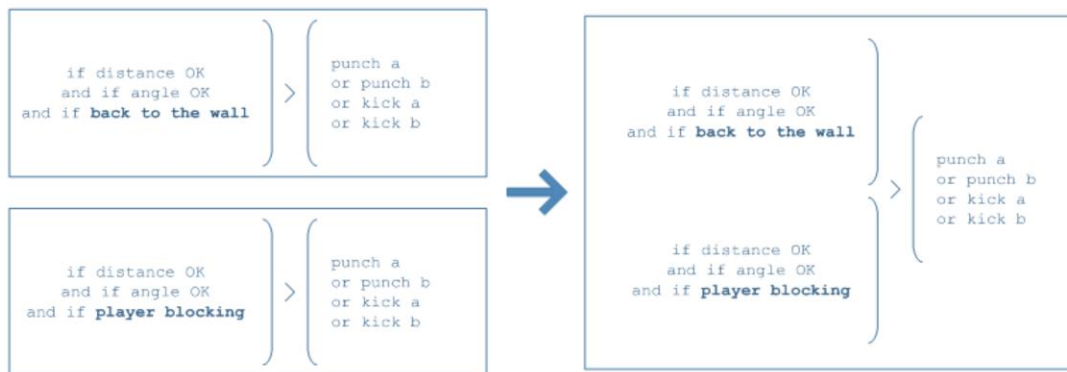 if distance OK
and if angle OK
and if back to the wall
>
punch a
or punch b
or kick a
or kick b
if distance OK
and if angle OK
and if player blocking
>
punch a
or punch b
or kick a
or kick b
if distance OK
and if angle OK
and if back to the wall
if distance OK
and if angle OK
and if player blocking
>
punch a
or punch b
or kick a
or kick b